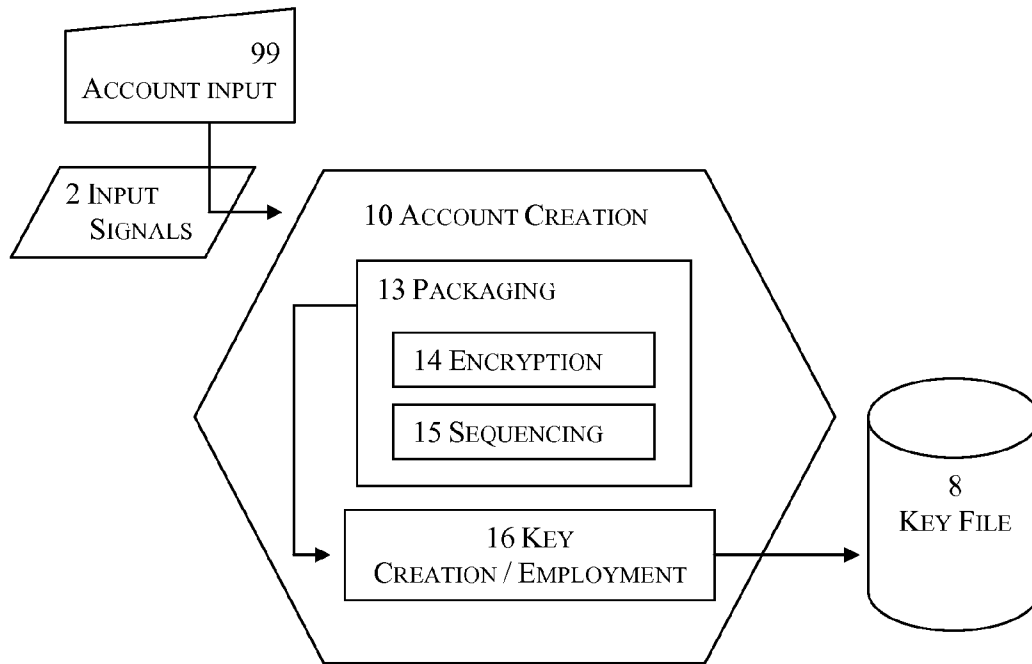 99
ACCOUNT INPUT
2 INPUT
SIGNALS
10 ACCOUNT CREATION
13 PACKAGING
14 ENCRYPTION
15 SEQUENCING
16 KEY
CREATION / EMPLOYMENT
8
KEY FILE